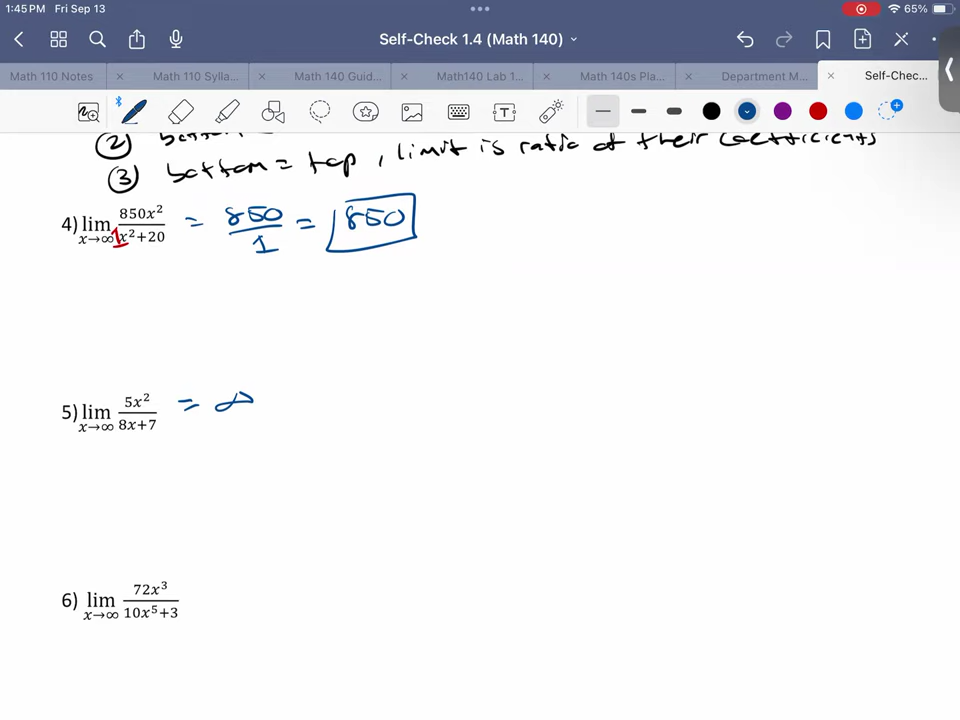 1:45 PM Fri Sep 13 65%
Self-Check 1.4 (Math 140)
Math 110 Notes Math 110 Sylla... Math 140 Guid... Math140 Lab 1... Math 140s Pla... Department M... Self-Chec...
② bottom
③ bottom = top, limit is ratio of their coefficients
4) lim x→∞ 850x² / 1x²+20 = 850/1 = 850
5) lim x→∞ 5x² / 8x+7 = ∞
6) lim x→∞ 72x³ / 10x⁵+3